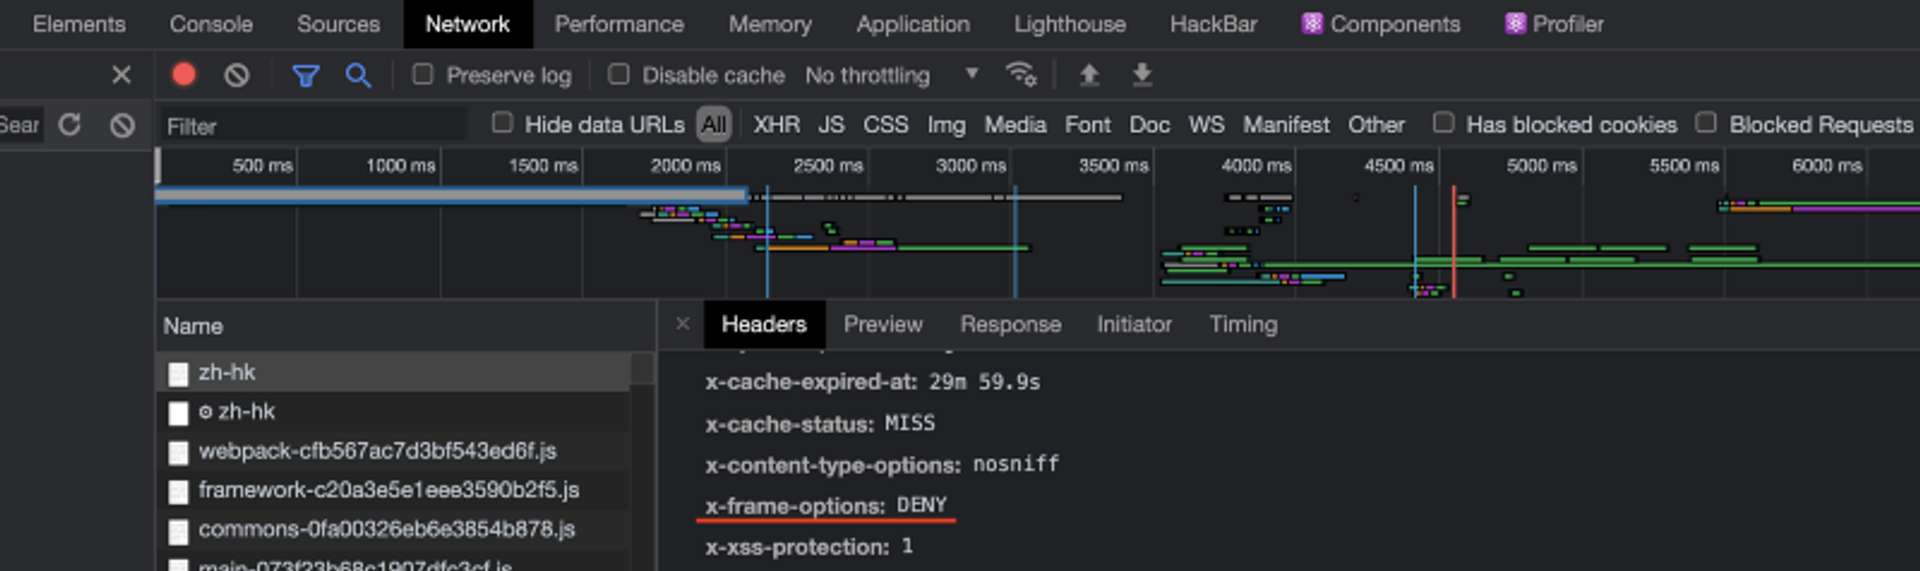 Elements Console Sources Network Performance Memory Application Lighthouse HackBar Components Profiler
Preserve log Disable cache No throttling
Sear Filter Hide data URLs All XHR JS CSS Img Media Font Doc WS Manifest Other Has blocked cookies Blocked Requests
500 ms 1000 ms 1500 ms 2000 ms 2500 ms 3000 ms 3500 ms 4000 ms 4500 ms 5000 ms 5500 ms 6000 ms
Name
zh-hk
zh-hk
webpack-cfb567ac7d3bf543ed6f.js
framework-c20a3e5e1eee3590b2f5.js
commons-0fa00326eb6e3854b878.js
main-073f23b68c1907dfc3cf.js
Headers Preview Response Initiator Timing
x-cache-expired-at: 29m 59.9s
x-cache-status: MISS
x-content-type-options: nosniff
x-frame-options: DENY
x-xss-protection: 1